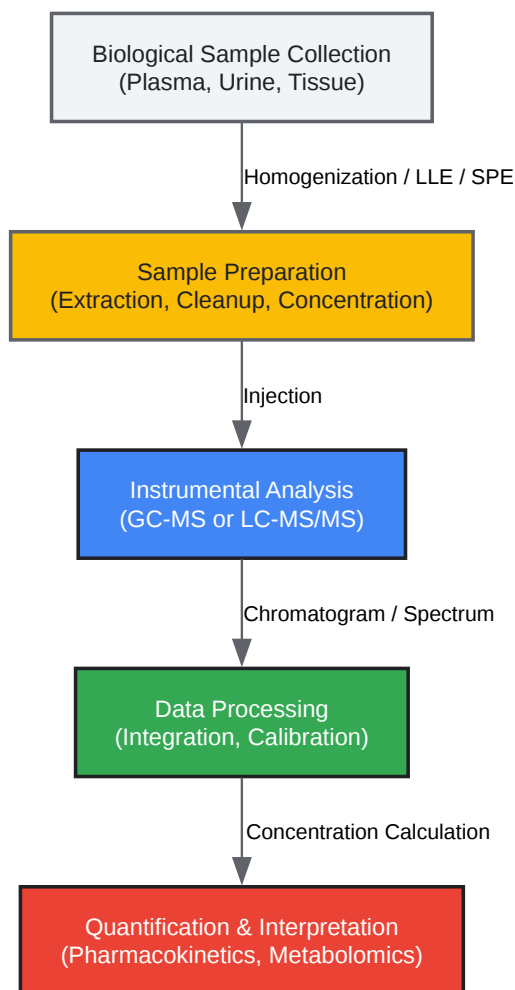 Biological Sample Collection
(Plasma, Urine, Tissue)
Homogenization / LLE / SPE
Sample Preparation
(Extraction, Cleanup, Concentration)
Injection
Instrumental Analysis
(GC-MS or LC-MS/MS)
Chromatogram / Spectrum
Data Processing
(Integration, Calibration)
Concentration Calculation
Quantification & Interpretation
(Pharmacokinetics, Metabolomics)